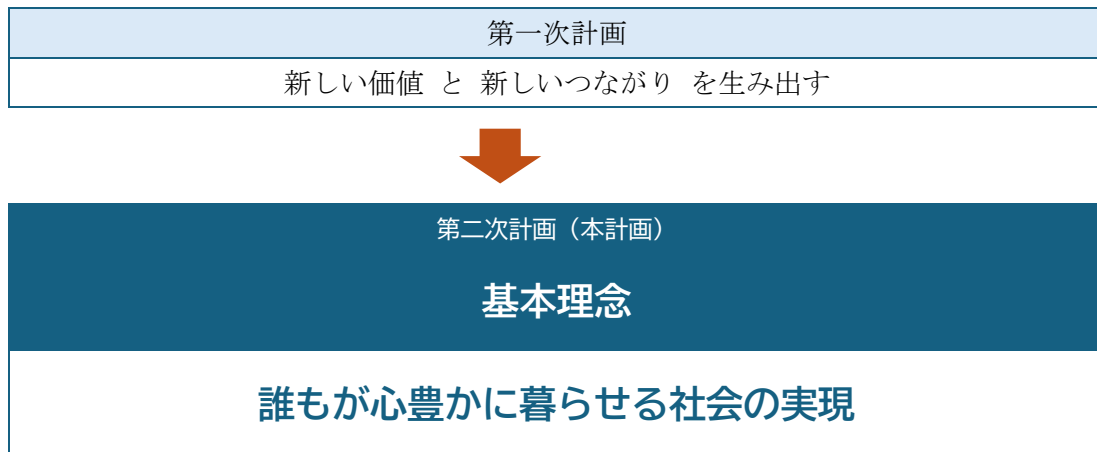 第一次計画
新しい価値 と 新しいつながり を生み出す
第二次計画（本計画）
基本理念
誰もが心豊かに暮らせる社会の実現